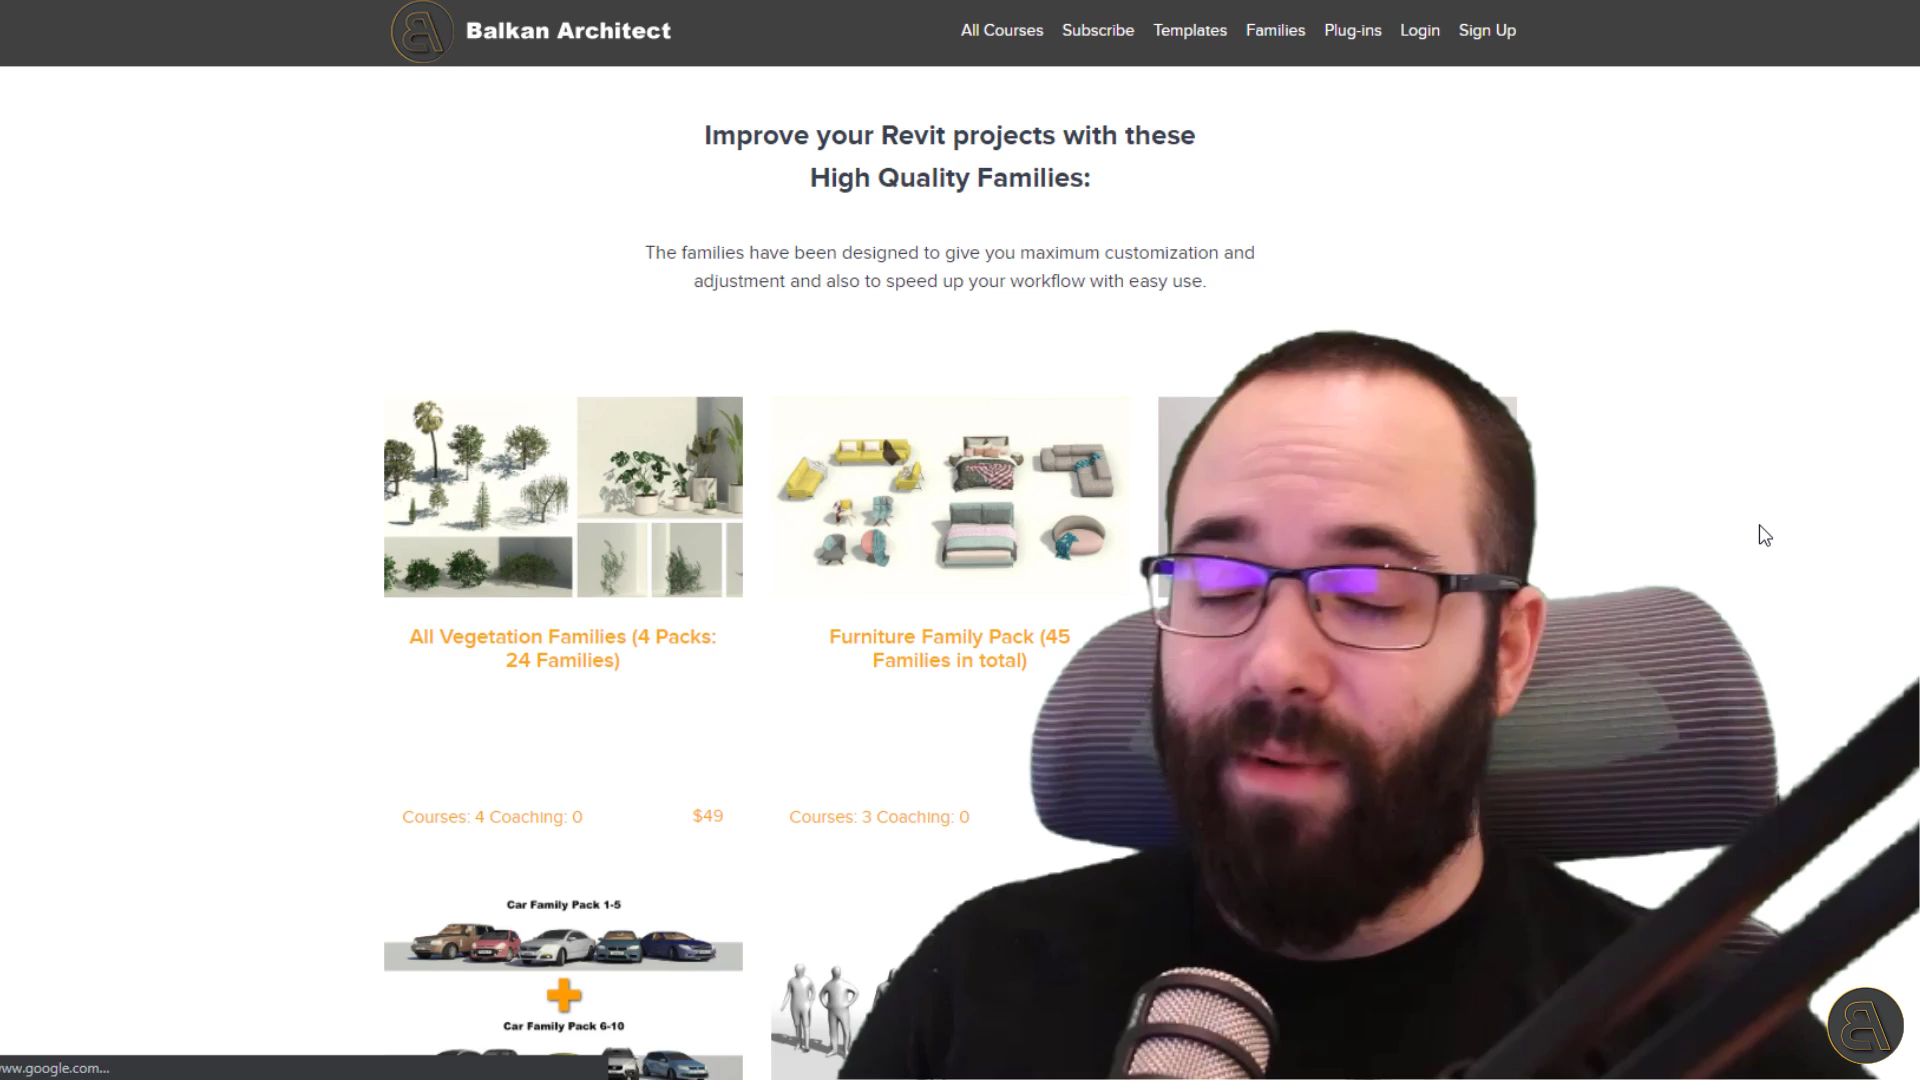 Balkan Architect
All Courses
Subscribe
Templates
Families
Plug-ins
Login
Sign Up
Improve your Revit projects with these
High Quality Families:
The families have been designed to give you maximum customization and
adjustment and also to speed up your workflow with easy use.
All Vegetation Families (4 Packs:
24 Families)
Furniture Family Pack (45
Families in total)
Courses: 4 Coaching: 0
$49
Courses: 3 Coaching: 0
Car Family Pack 1-5
Car Family Pack 6-10
www.google.com...